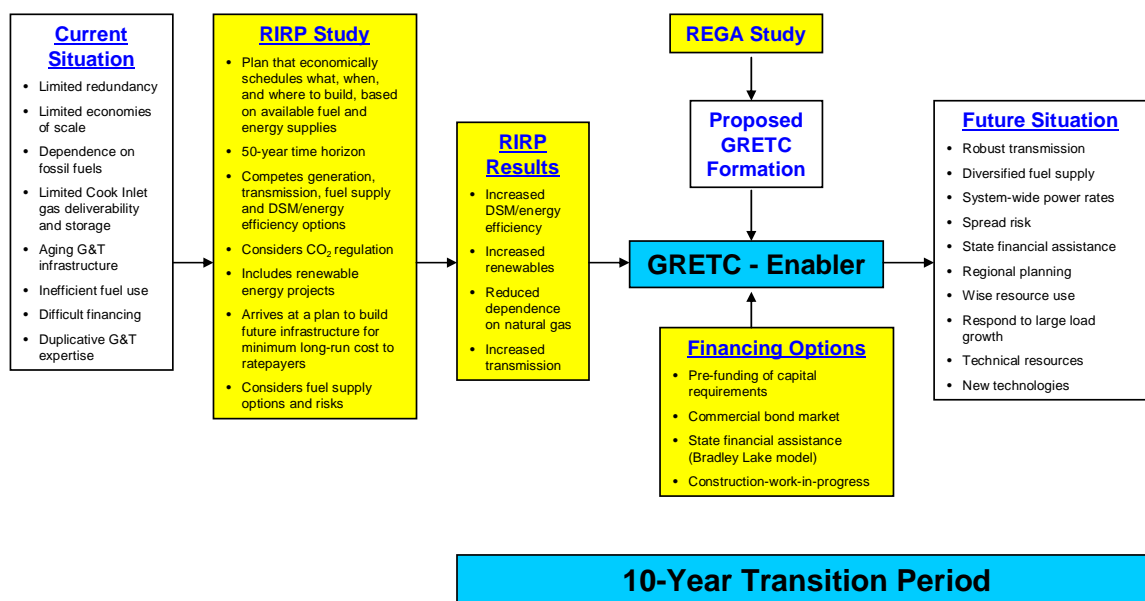 Current
Situation
• Limited redundancy
• Limited economies
of scale
• Dependence on
fossil fuels
• Limited Cook Inlet
gas deliverability
and storage
• Aging G&T
infrastructure
• Inefficient fuel use
• Difficult financing
• Duplicative G&T
expertise
RIRP Study
• Plan that economically
schedules what, when,
and where to build, based
on available fuel and
energy supplies
• 50-year time horizon
• Competes generation,
transmission, fuel supply
and DSM/energy
efficiency options
• Considers CO2 regulation
• Includes renewable
energy projects
• Arrives at a plan to build
future infrastructure for
minimum long-run cost to
ratepayers
• Considers fuel supply
options and risks
RIRP
Results
• Increased
DSM/energy
efficiency
• Increased
renewables
• Reduced
dependence
on natural gas
• Increased
transmission
REGA Study
Proposed
GRETC
Formation
GRETC - Enabler
Financing Options
• Pre-funding of capital
requirements
• Commercial bond market
• State financial assistance
(Bradley Lake model)
• Construction-work-in-progress
Future Situation
• Robust transmission
• Diversified fuel supply
• System-wide power rates
• Spread risk
• State financial assistance
• Regional planning
• Wise resource use
• Respond to large load
growth
• Technical resources
• New technologies
10-Year Transition Period